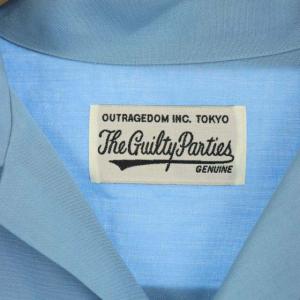 OUTRAGEDOM INC. TOKYO
The Guilty Parties
GENUINE